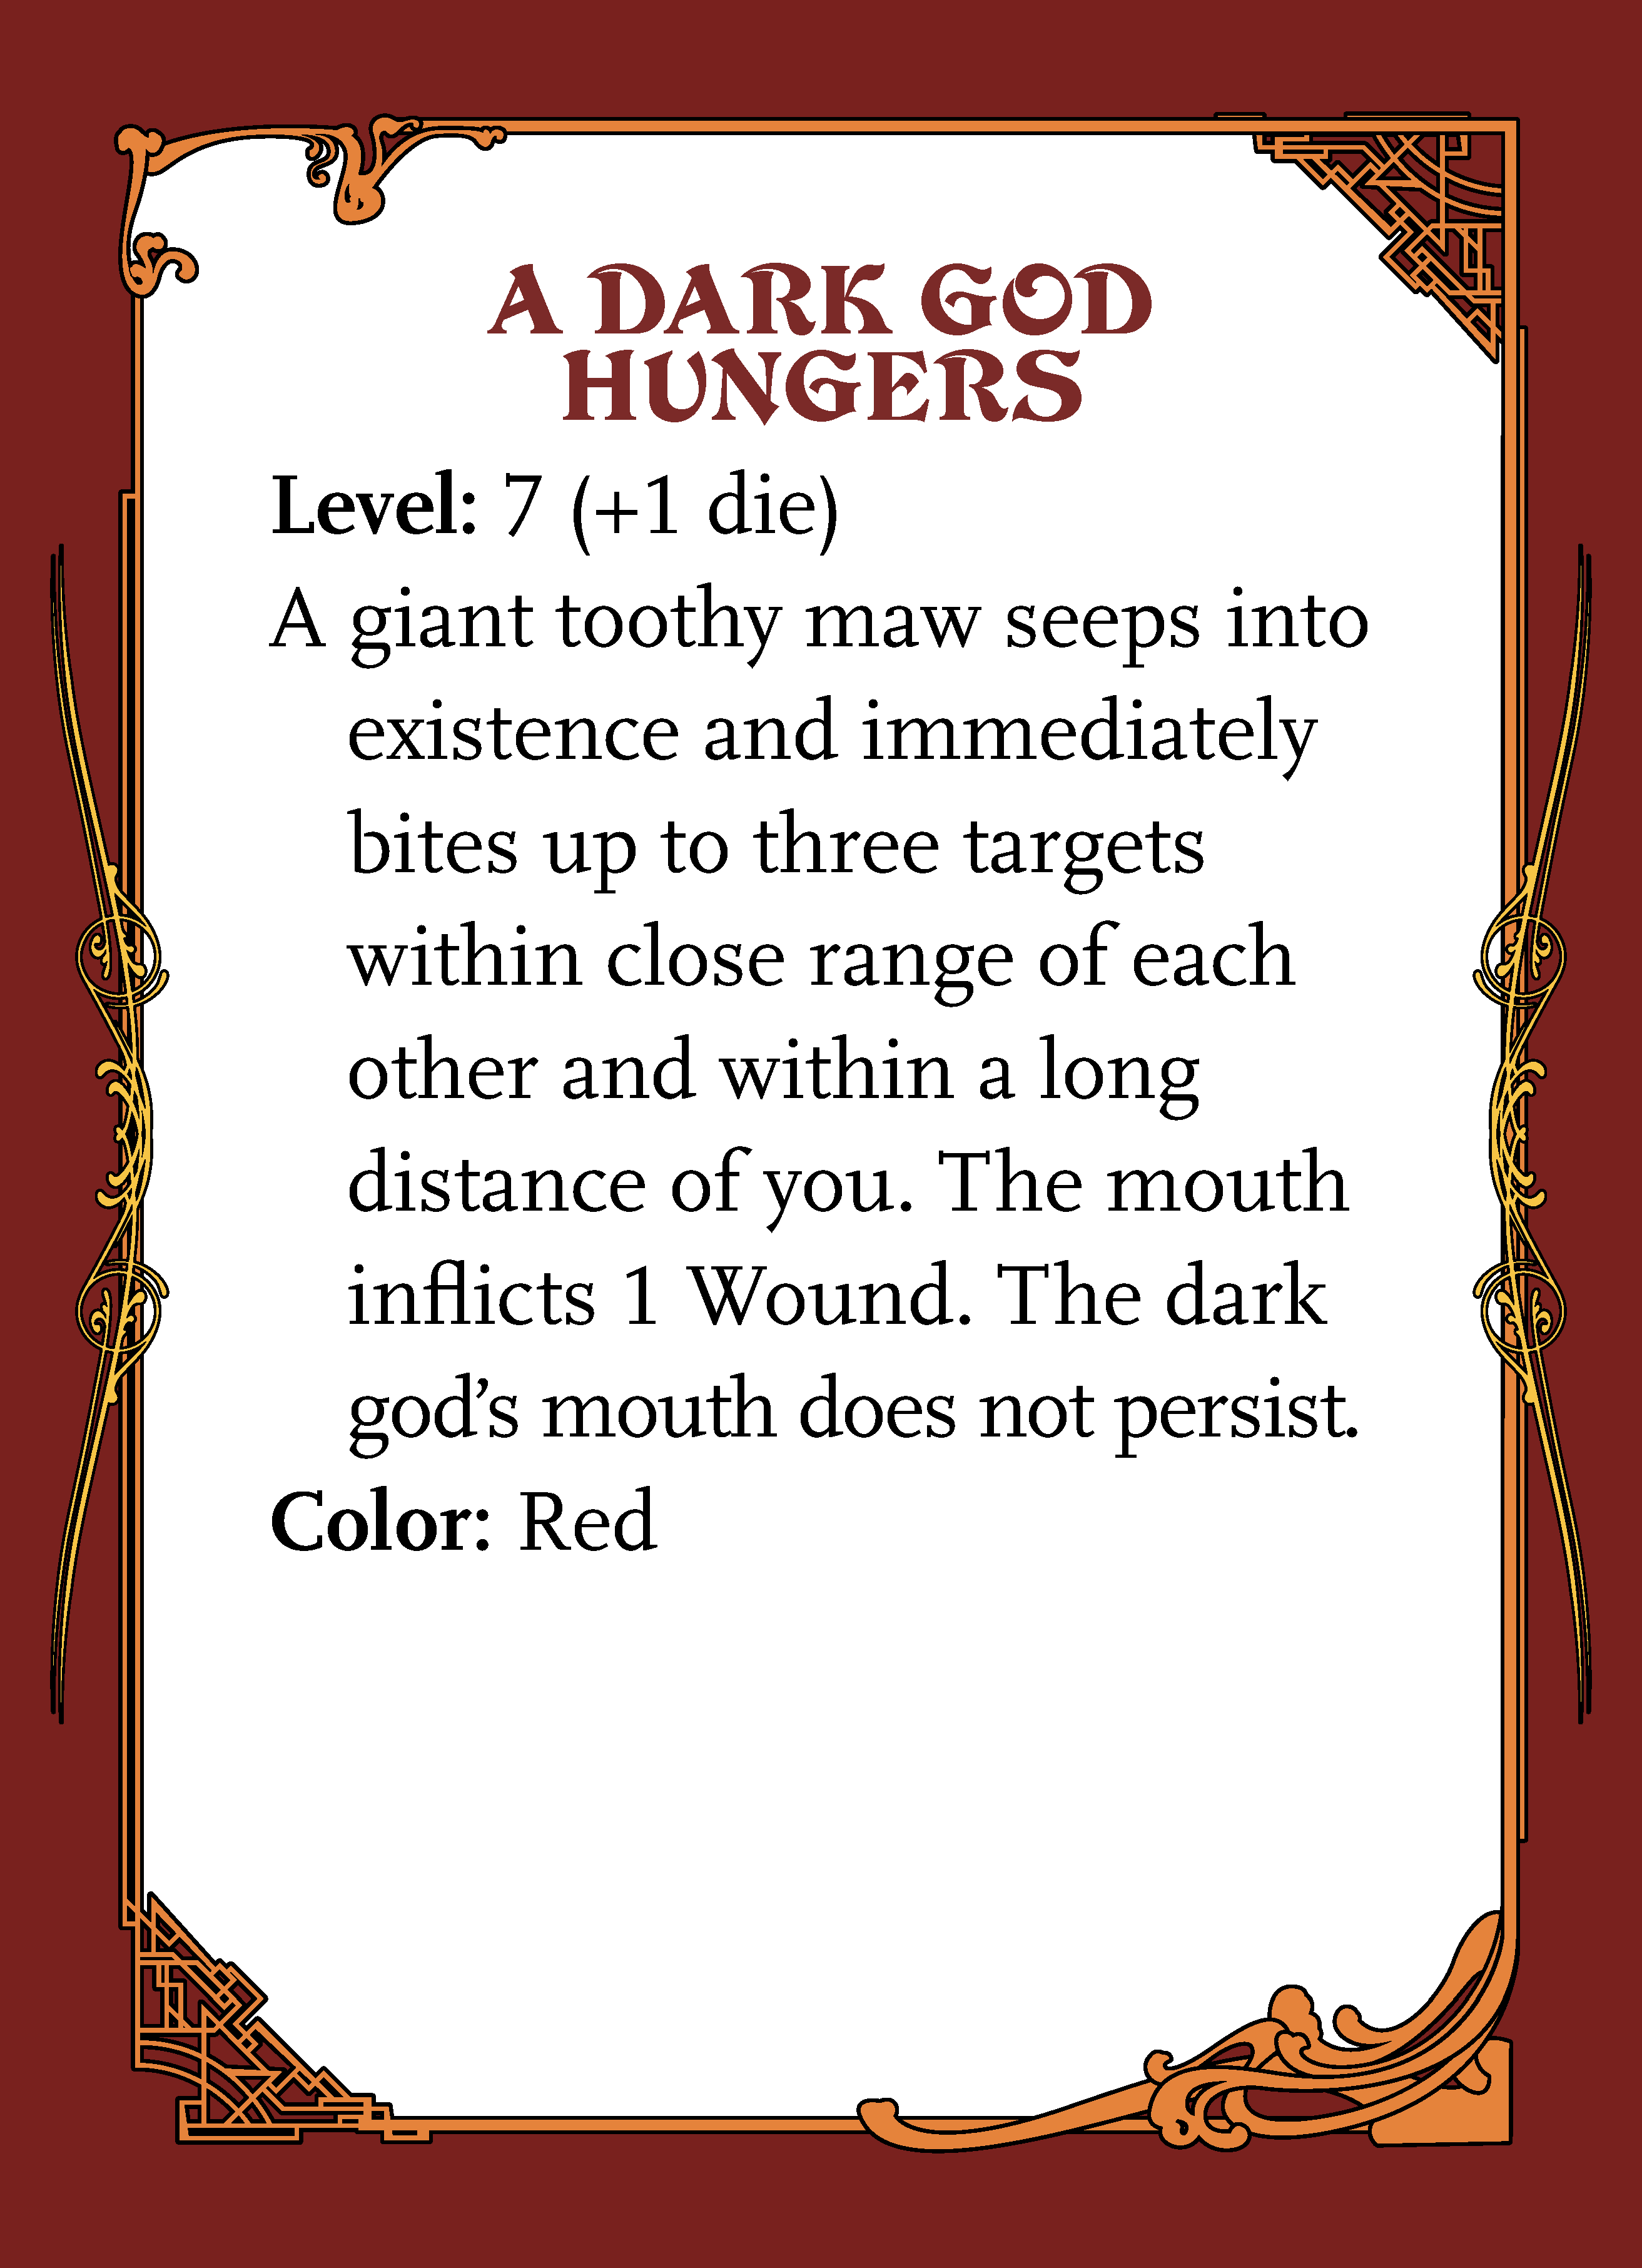 A DARK GOD
HUNGERS
Level: 7 (+1 die)
A giant toothy maw seeps into
existence and immediately
bites up to three targets
within close range of each
other and within a long
distance of you. The mouth
inflicts 1 Wound. The dark
god’s mouth does not persist.
Color: Red